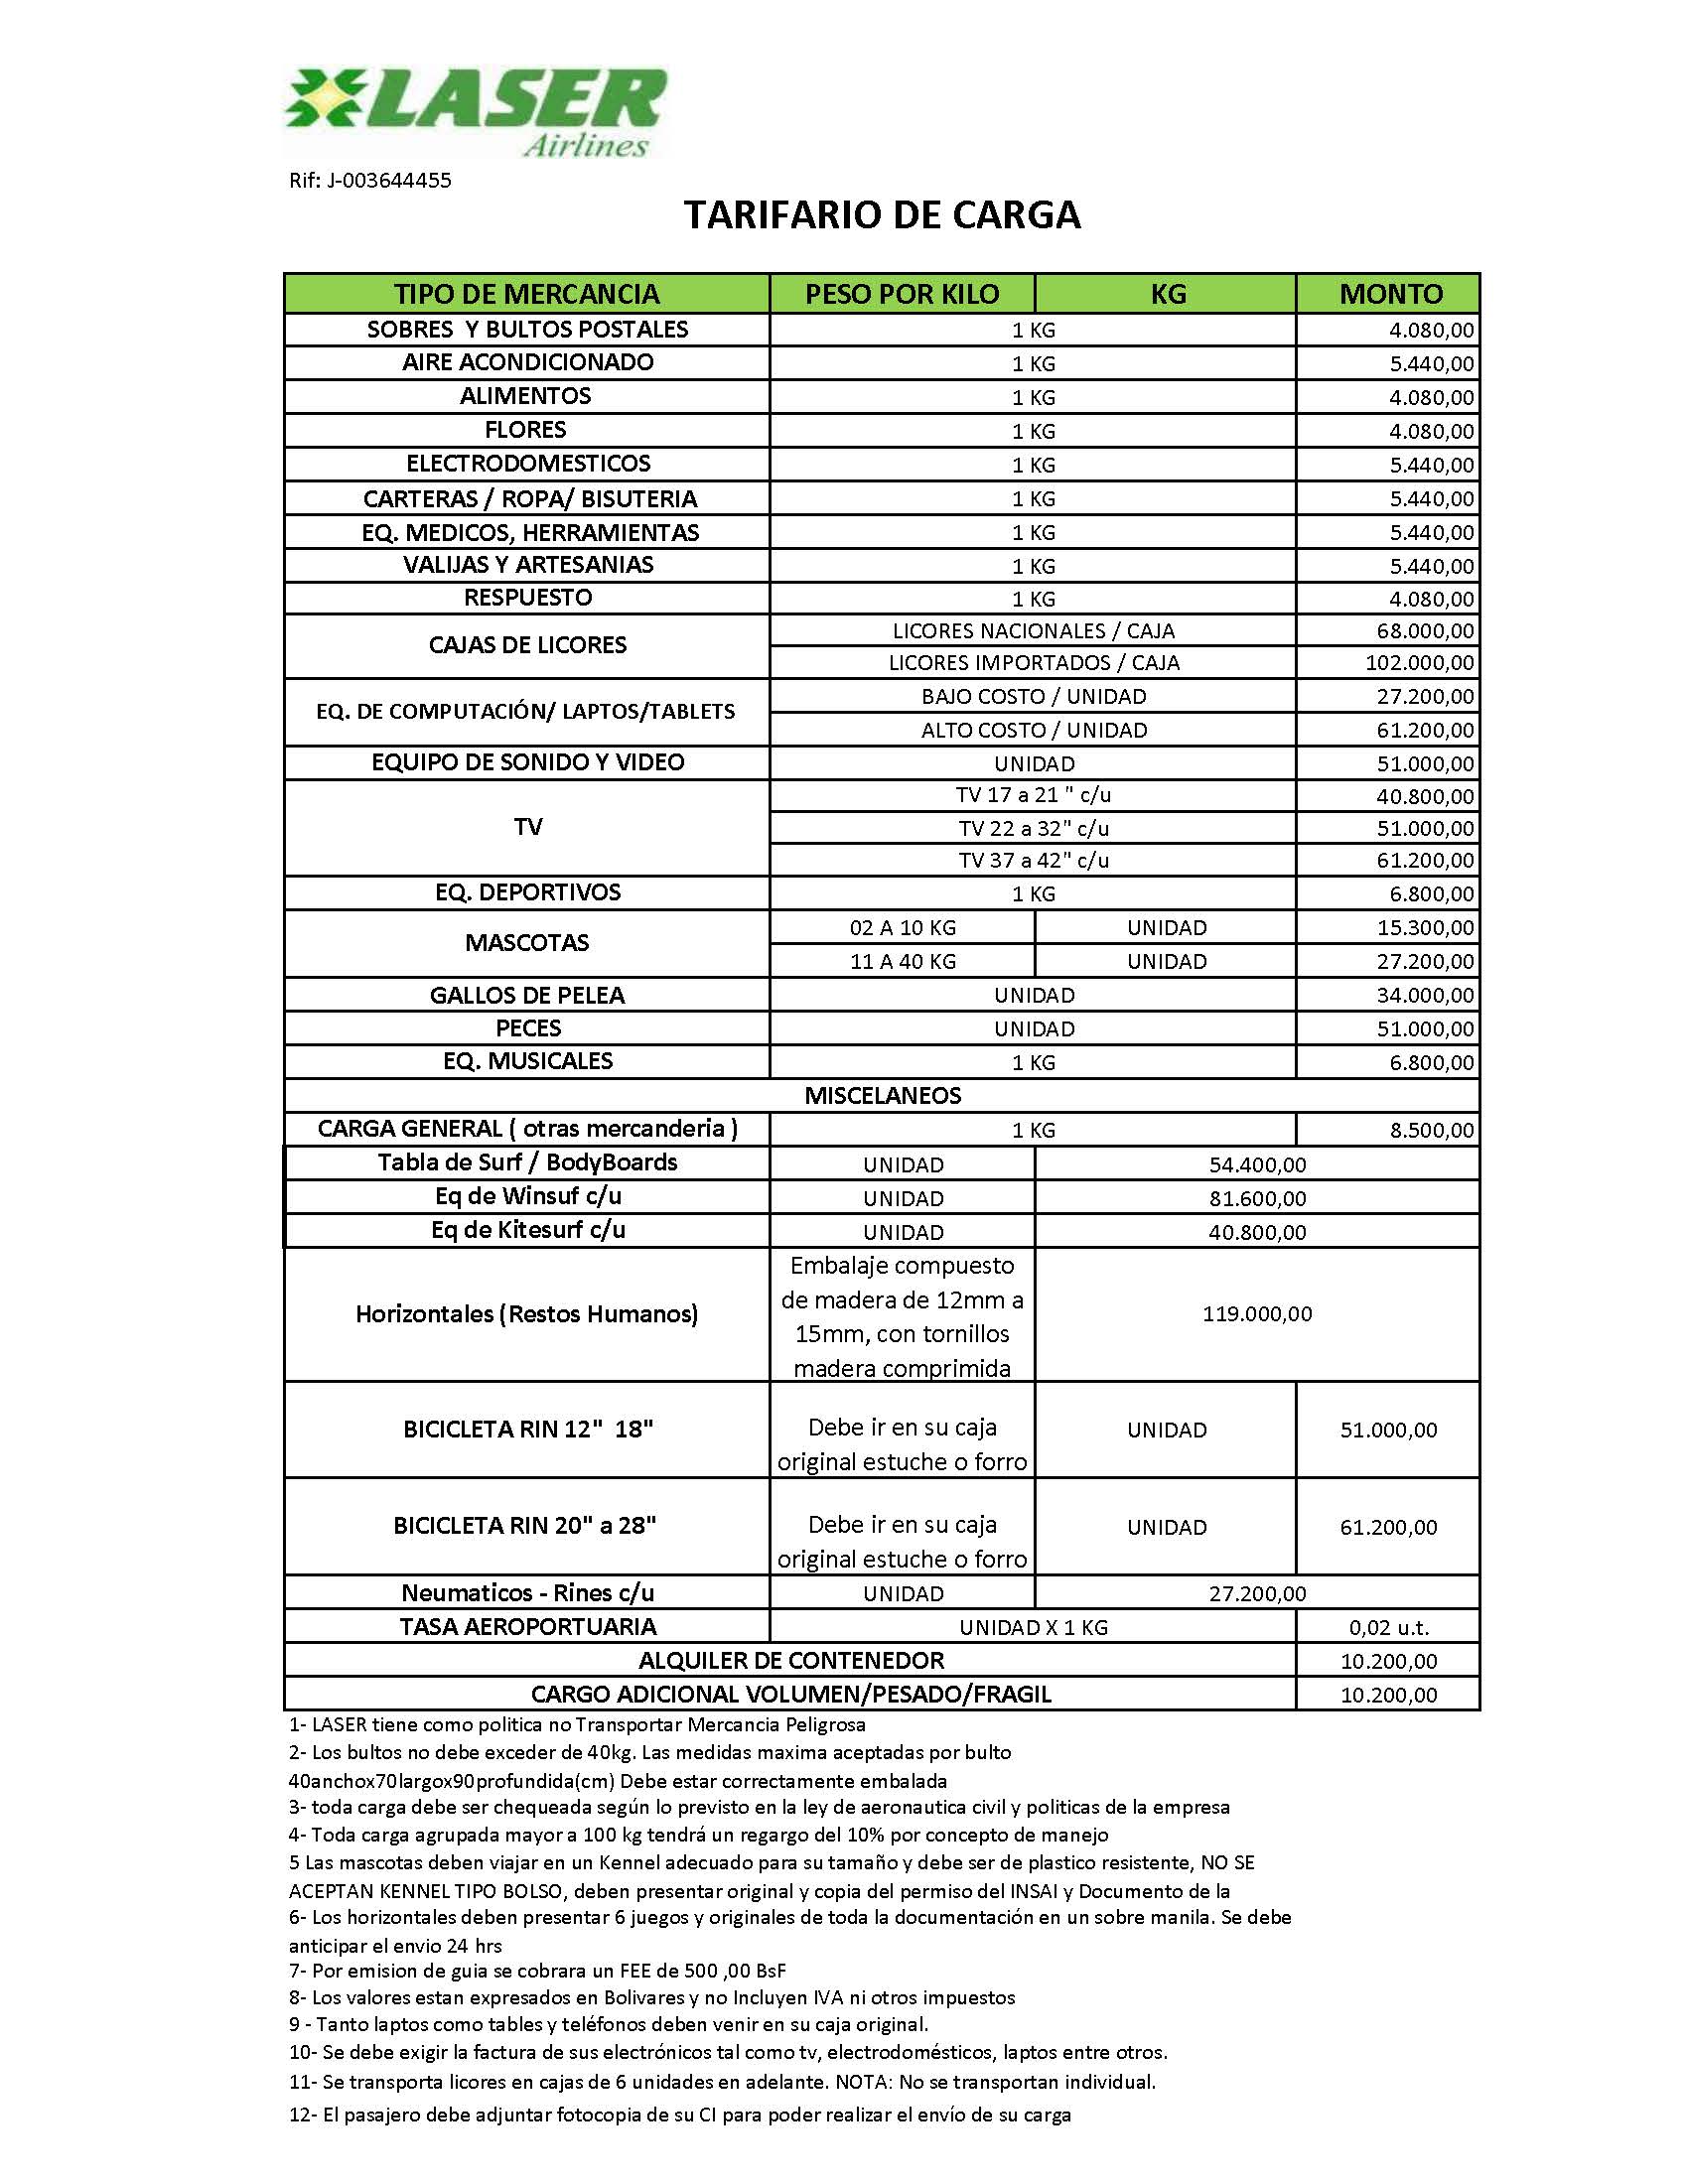 LASER
Airlines
Rif: J-003644455
TARIFARIO DE CARGA
TIPO DE MERCANCIA PESO POR KILO KG MONTO
SOBRES Y BULTOS POSTALES 1 KG 4.080,00
AIRE ACONDICIONADO 1 KG 5.440,00
ALIMENTOS 1 KG 4.080,00
FLORES 1 KG 4.080,00
ELECTRODOMESTICOS 1 KG 5.440,00
CARTERAS / ROPA/ BISUTERIA 1 KG 5.440,00
EQ. MEDICOS, HERRAMIENTAS 1 KG 5.440,00
VALIJAS Y ARTESANIAS 1 KG 5.440,00
RESPUESTO 1 KG 4.080,00
CAJAS DE LICORES LICORES NACIONALES / CAJA 68.000,00
LICORES IMPORTADOS / CAJA 102.000,00
EQ. DE COMPUTACIÓN/ LAPTOS/TABLETS BAJO COSTO / UNIDAD 27.200,00
ALTO COSTO / UNIDAD 61.200,00
EQUIPO DE SONIDO Y VIDEO UNIDAD 51.000,00
TV TV 17 a 21 " c/u 40.800,00
TV 22 a 32" c/u 51.000,00
TV 37 a 42" c/u 61.200,00
EQ. DEPORTIVOS 1 KG 6.800,00
MASCOTAS 02 A 10 KG UNIDAD 15.300,00
11 A 40 KG UNIDAD 27.200,00
GALLOS DE PELEA UNIDAD 34.000,00
PECES UNIDAD 51.000,00
EQ. MUSICALES 1 KG 6.800,00
MISCELANEOS
CARGA GENERAL ( otras mercanderia ) 1 KG 8.500,00
Tabla de Surf / BodyBoards UNIDAD 54.400,00
Eq de Winsuf c/u UNIDAD 81.600,00
Eq de Kitesurf c/u UNIDAD 40.800,00
Horizontales (Restos Humanos) Embalaje compuesto
de madera de 12mm a
15mm, con tornillos
madera comprimida
119.000,00
BICICLETA RIN 12" 18" Debe ir en su caja
original estuche o forro
UNIDAD 51.000,00
BICICLETA RIN 20" a 28" Debe ir en su caja
original estuche o forro
UNIDAD 61.200,00
Neumaticos - Rines c/u UNIDAD 27.200,00
TASA AEROPORTUARIA UNIDAD X 1 KG 0,02 u.t.
ALQUILER DE CONTENEDOR 10.200,00
CARGO ADICIONAL VOLUMEN/PESADO/FRAGIL 10.200,00
1- LASER tiene como politica no Transportar Mercancia Peligrosa
2- Los bultos no debe exceder de 40kg. Las medidas maxima aceptadas por bulto
40anchox70largox90profundida(cm) Debe estar correctamente embalada
3- toda carga debe ser chequeada según lo previsto en la ley de aeronautica civil y politicas de la empresa
4- Toda carga agrupada mayor a 100 kg tendrá un regargo del 10% por concepto de manejo
5 Las mascotas deben viajar en un Kennel adecuado para su tamaño y debe ser de plastico resistente, NO SE
ACEPTAN KENNEL TIPO BOLSO, deben presentar original y copia del permiso del INSAI y Documento de la
6- Los horizontales deben presentar 6 juegos y originales de toda la documentación en un sobre manila. Se debe
anticipar el envio 24 hrs
7- Por emision de guia se cobrara un FEE de 500 ,00 BsF
8- Los valores estan expresados en Bolivares y no Incluyen IVA ni otros impuestos
9 - Tanto laptos como tables y teléfonos deben venir en su caja original.
10- Se debe exigir la factura de sus electrónicos tal como tv, electrodomésticos, laptos entre otros.
11- Se transporta licores en cajas de 6 unidades en adelante. NOTA: No se transportan individual.
12- El pasajero debe adjuntar fotocopia de su CI para poder realizar el envío de su carga